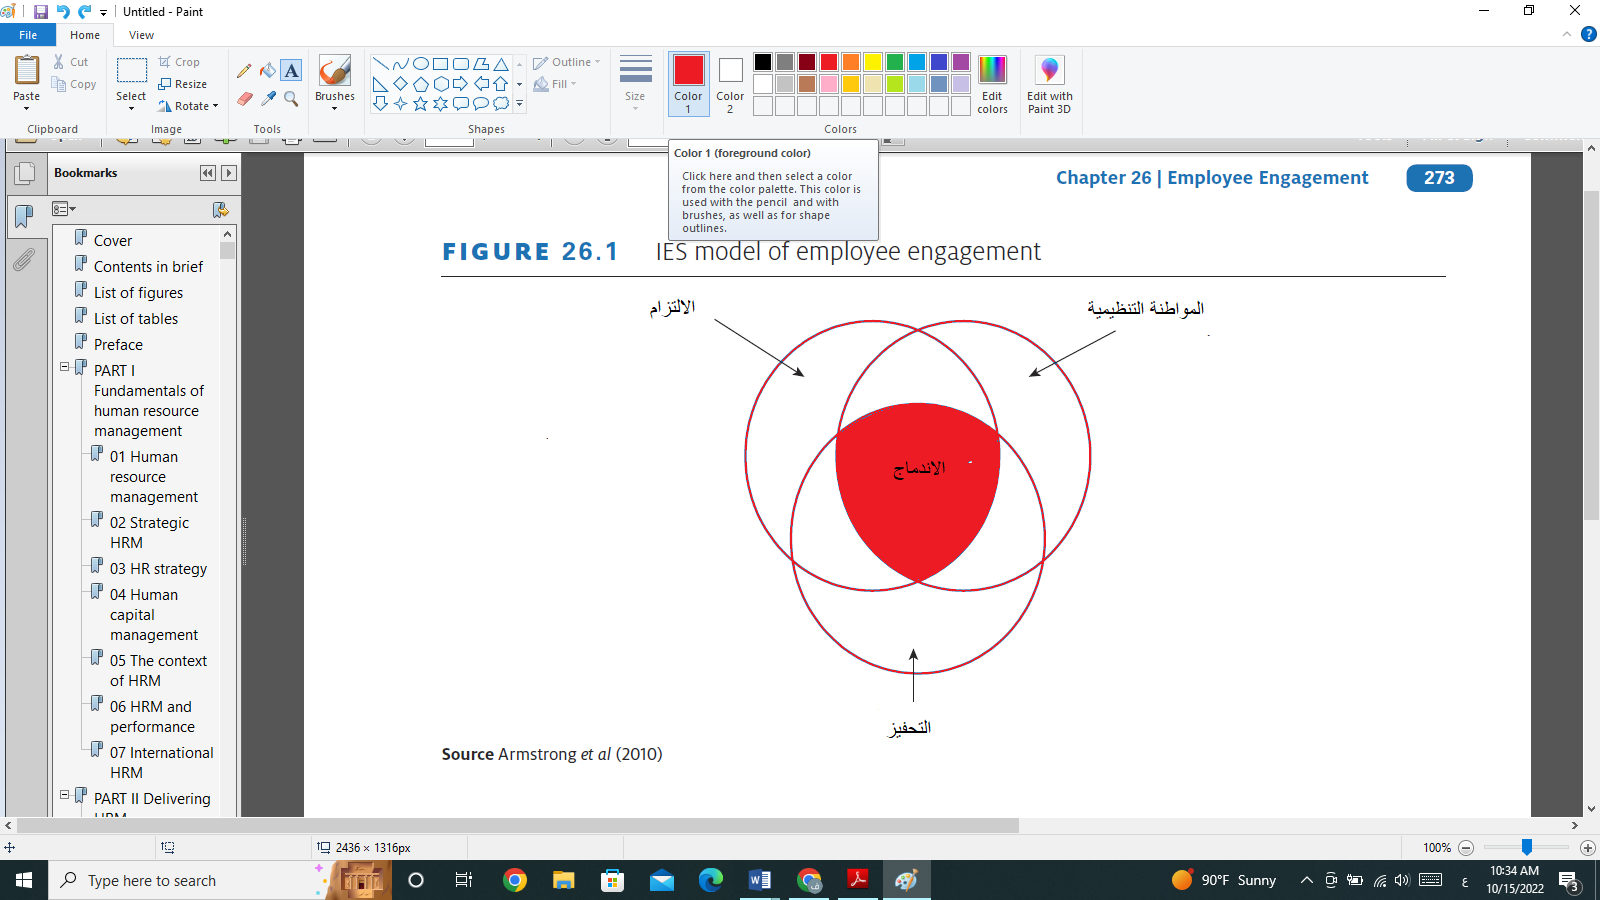 Untitled - Paint
File
Home
View
Paste
Cut
Copy
Clipboard
Select
Crop
Resize
Rotate
Image
A
Tools
Brushes
Outline
Fill
Shapes
Size
Color 1
Color 2
Edit colors
Colors
Edit with Paint 3D
Color 1 (foreground color)
Click here and then select a color
from the color palette. This color is
used with the pencil and with
brushes, as well as for shape
outlines.
Bookmarks
Cover
Contents in brief
List of figures
List of tables
Preface
PART I
Fundamentals of
human resource
management
01 Human
resource
management
02 Strategic
HRM
03 HR strategy
04 Human
capital
management
05 The context
of HRM
06 HRM and
performance
07 International
HRM
PART II Delivering
HRM
Chapter 26 | Employee Engagement
273
FIGURE 26.1 IES model of employee engagement
الالتزام
المواطنة التنظيمية
الاندماج
التحفيز
Source Armstrong et al (2010)
2436 × 1316px
100%
Type here to search
90°F Sunny
ع
10:34 AM
10/15/2022
3